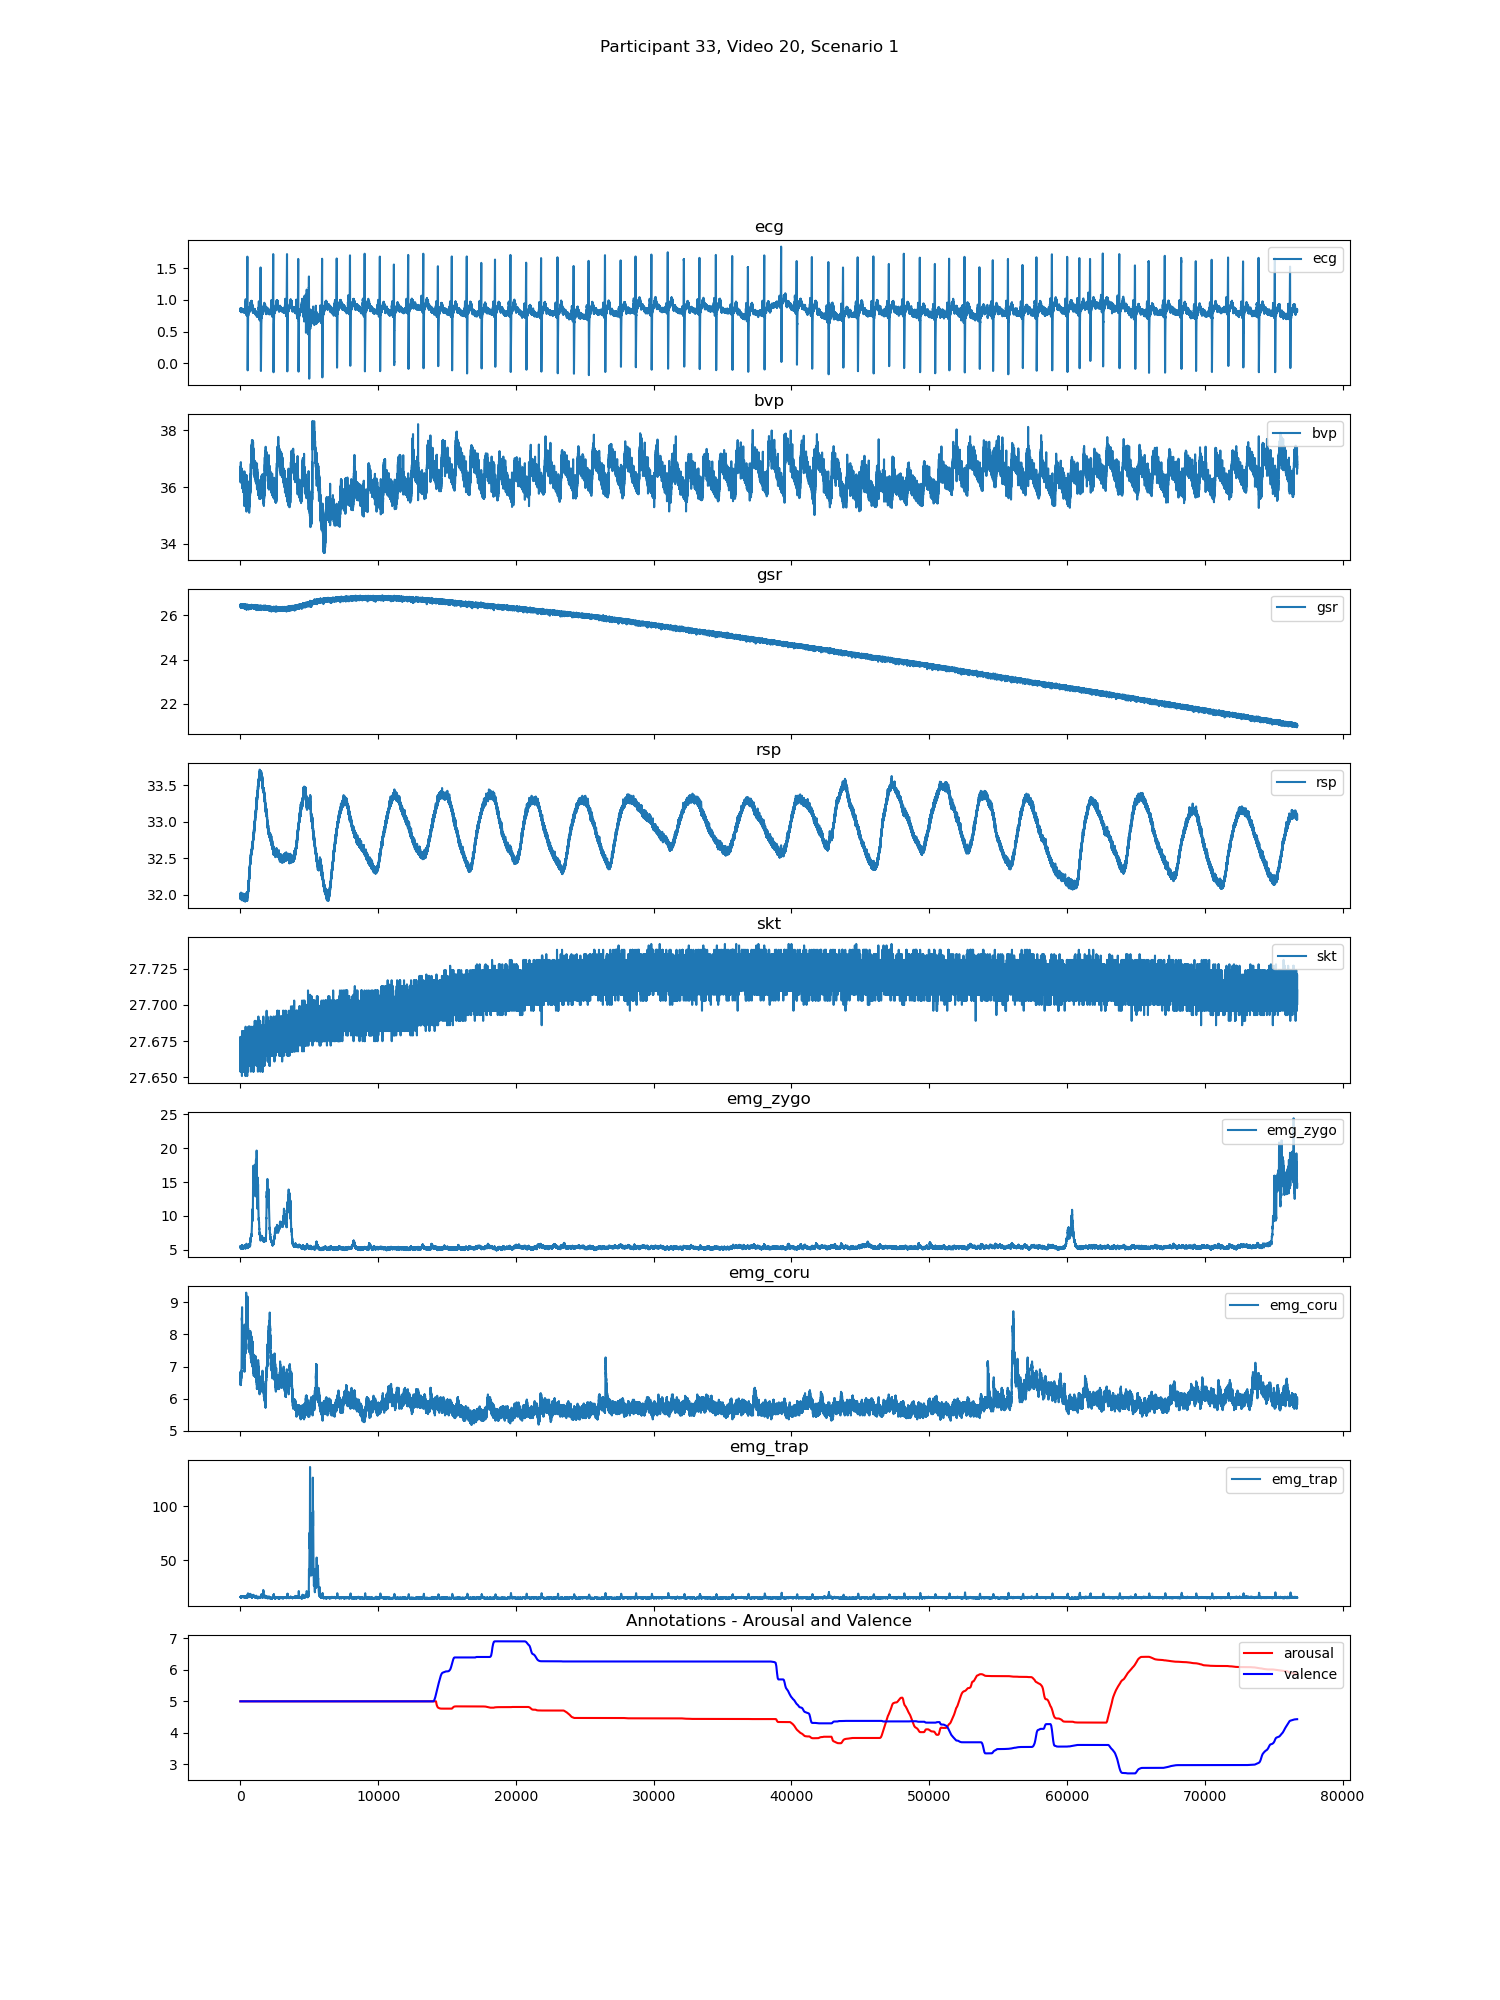 Participant 33, Video 20, Scenario 1
ecg
1.5
1.0
0.5
0.0
ecg
bvp
38
36
34
bvp
gsr
26
24
22
gsr
rsp
33.5
33.0
32.5
32.0
rsp
skt
27.725
27.700
27.675
27.650
skt
emg_zygo
25
20
15
10
5
emg_zygo
emg_coru
9
8
7
6
5
emg_coru
emg_trap
100
50
emg_trap
Annotations - Arousal and Valence
7
6
5
4
3
arousal
valence
0 10000 20000 30000 40000 50000 60000 70000 80000